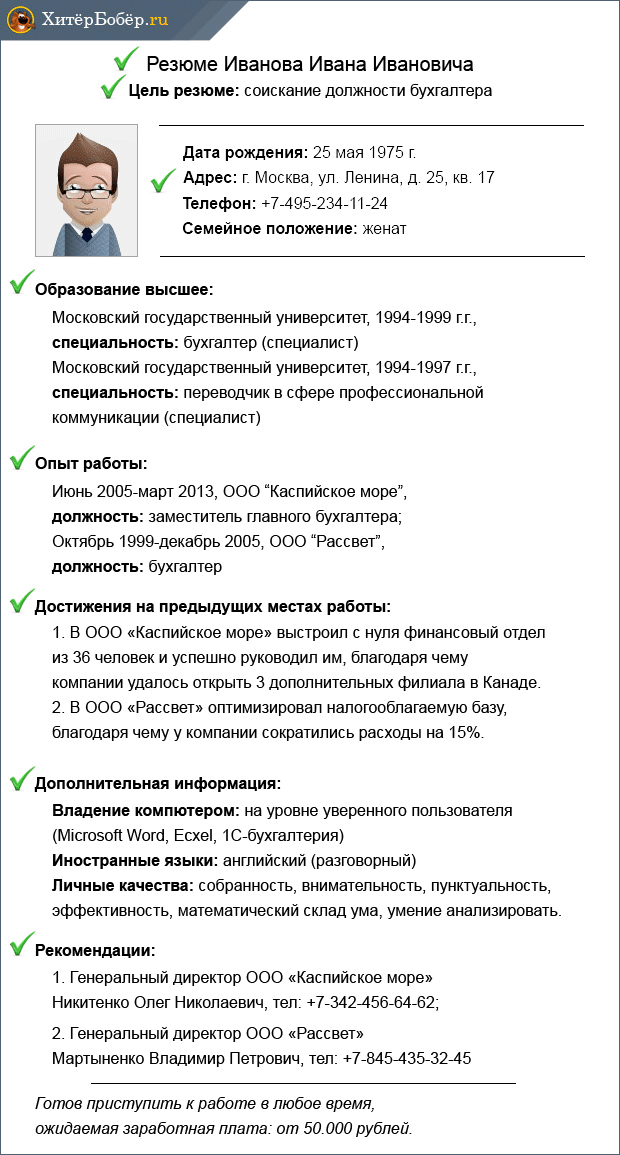 ХитёрБобёр.ru
Резюме Иванова Ивана Ивановича
Цель резюме: соискание должности бухгалтера
Дата рождения: 25 мая 1975 г.
Адрес: г. Москва, ул. Ленина, д. 25, кв. 17
Телефон: +7-495-234-11-24
Семейное положение: женат
Образование высшее:
Московский государственный университет, 1994-1999 г.г.,
специальность: бухгалтер (специалист)
Московский государственный университет, 1994-1997 г.г.,
специальность: переводчик в сфере профессиональной
коммуникации (специалист)
Опыт работы:
Июнь 2005-март 2013, ООО “Каспийское море”,
должность: заместитель главного бухгалтера;
Октябрь 1999-декабрь 2005, ООО “Рассвет”,
должность: бухгалтер
Достижения на предыдущих местах работы:
1. В ООО «Каспийское море» выстроил с нуля финансовый отдел
из 36 человек и успешно руководил им, благодаря чему
компании удалось открыть 3 дополнительных филиала в Канаде.
2. В ООО «Рассвет» оптимизировал налогооблагаемую базу,
благодаря чему у компании сократились расходы на 15%.
Дополнительная информация:
Владение компютером: на уровне уверенного пользователя
(Microsoft Word, Ecxel, 1С-бухгалтерия)
Иностранные языки: английский (разговорный)
Личные качества: собранность, внимательность, пунктуальность,
эффективность, математический склад ума, умение анализировать.
Рекомендации:
1. Генеральный директор ООО «Каспийское море»
Никитенко Олег Николаевич, тел: +7-342-456-64-62;
2. Генеральный директор ООО «Рассвет»
Мартыненко Владимир Петрович, тел: +7-845-435-32-45
Готов приступить к работе в любое время,
ожидаемая заработная плата: от 50.000 рублей.